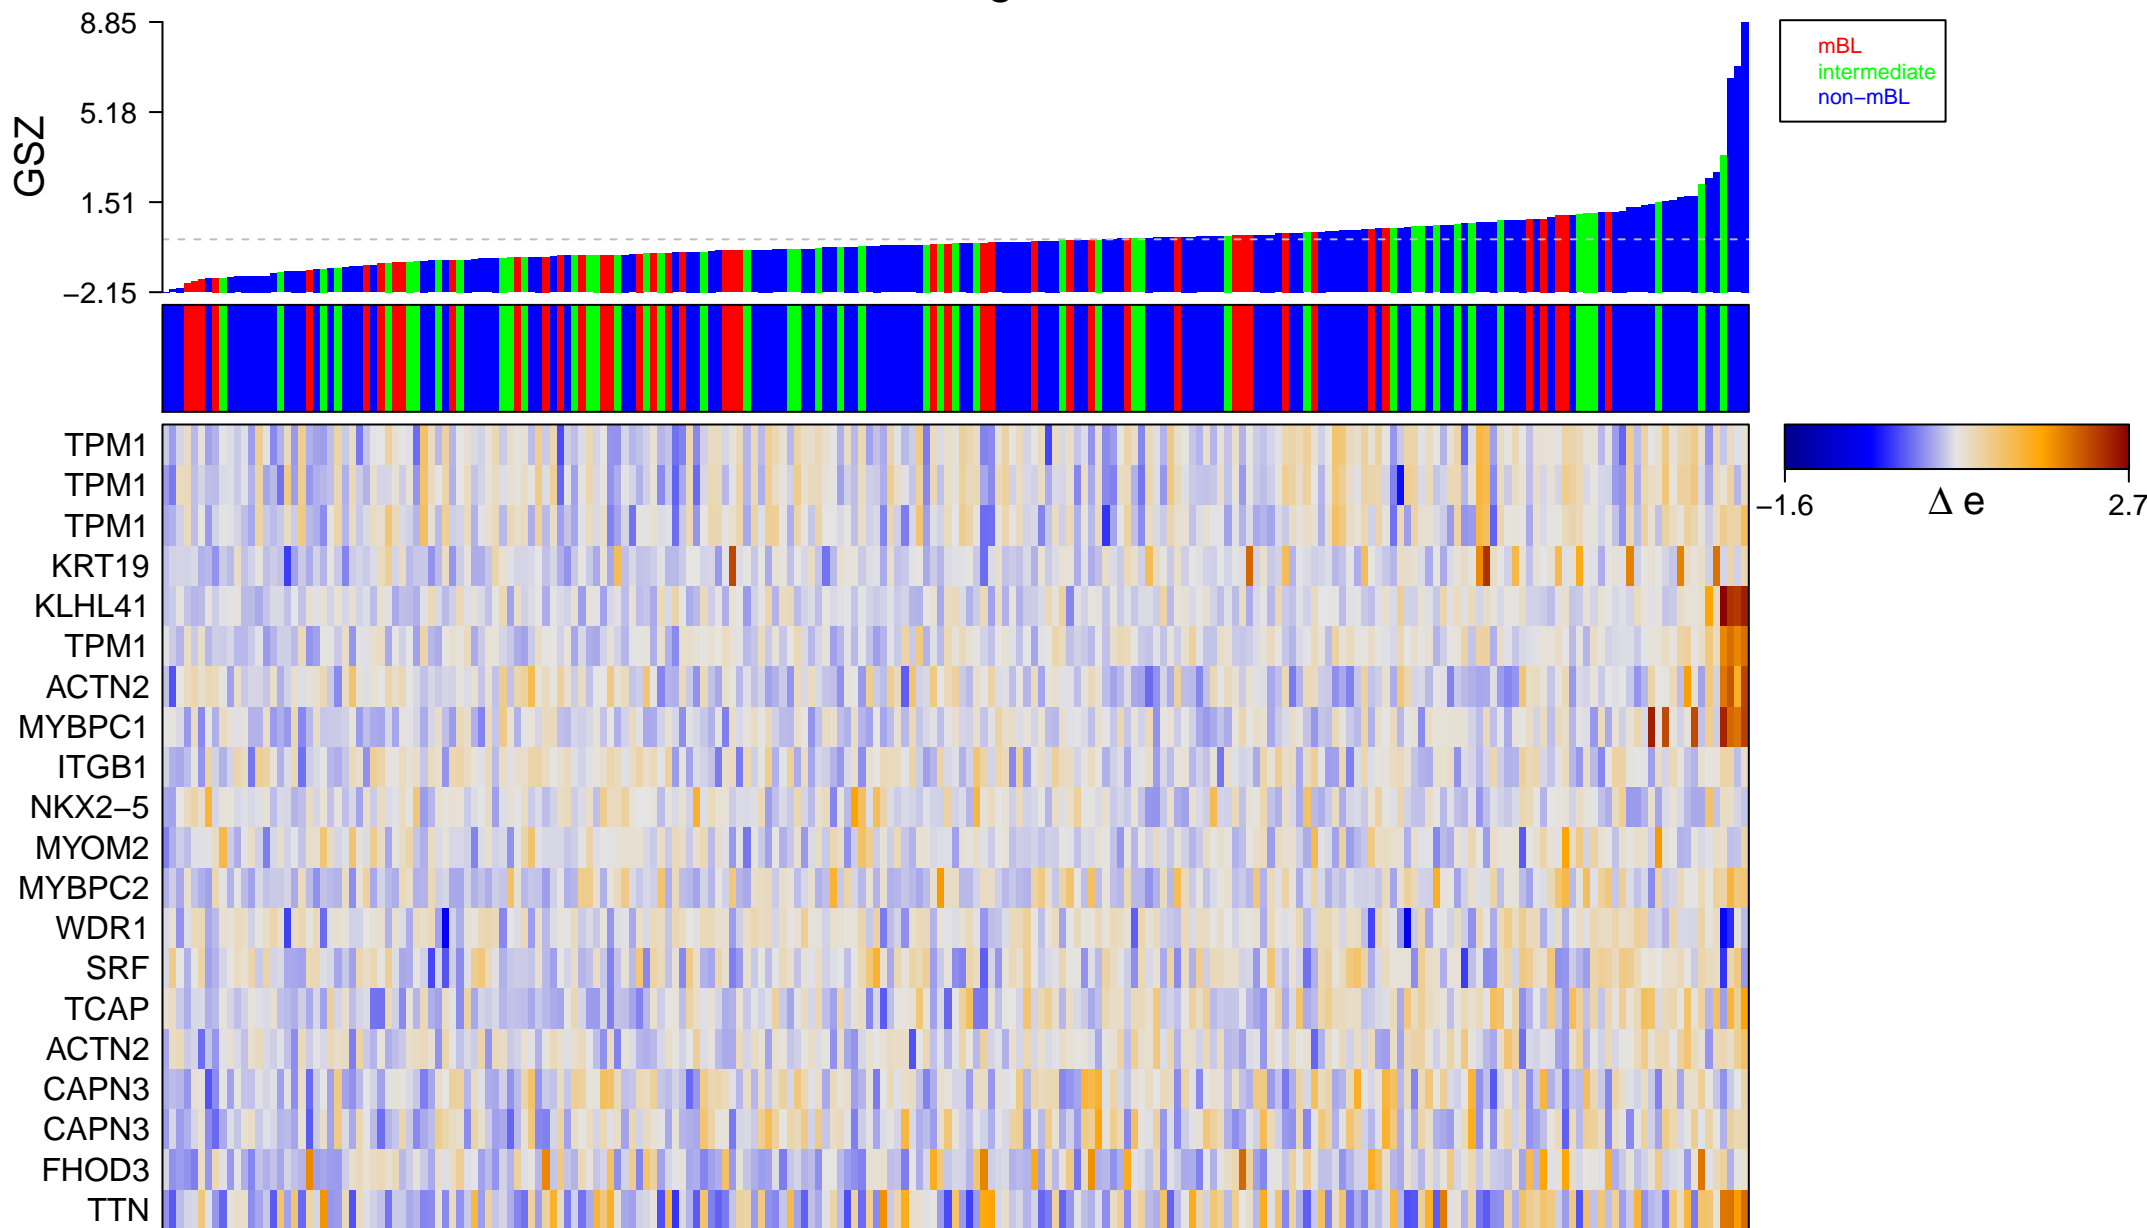 8.85
5.18
1.51
−2.15
GSZ
mBL
intermediate
non−mBL
TPM1
TPM1
TPM1
KRT19
KLHL41
TPM1
ACTN2
MYBPC1
ITGB1
NKX2−5
MYOM2
MYBPC2
WDR1
SRF
TCAP
ACTN2
CAPN3
CAPN3
FHOD3
TTN
−1.6
Δ e
2.7